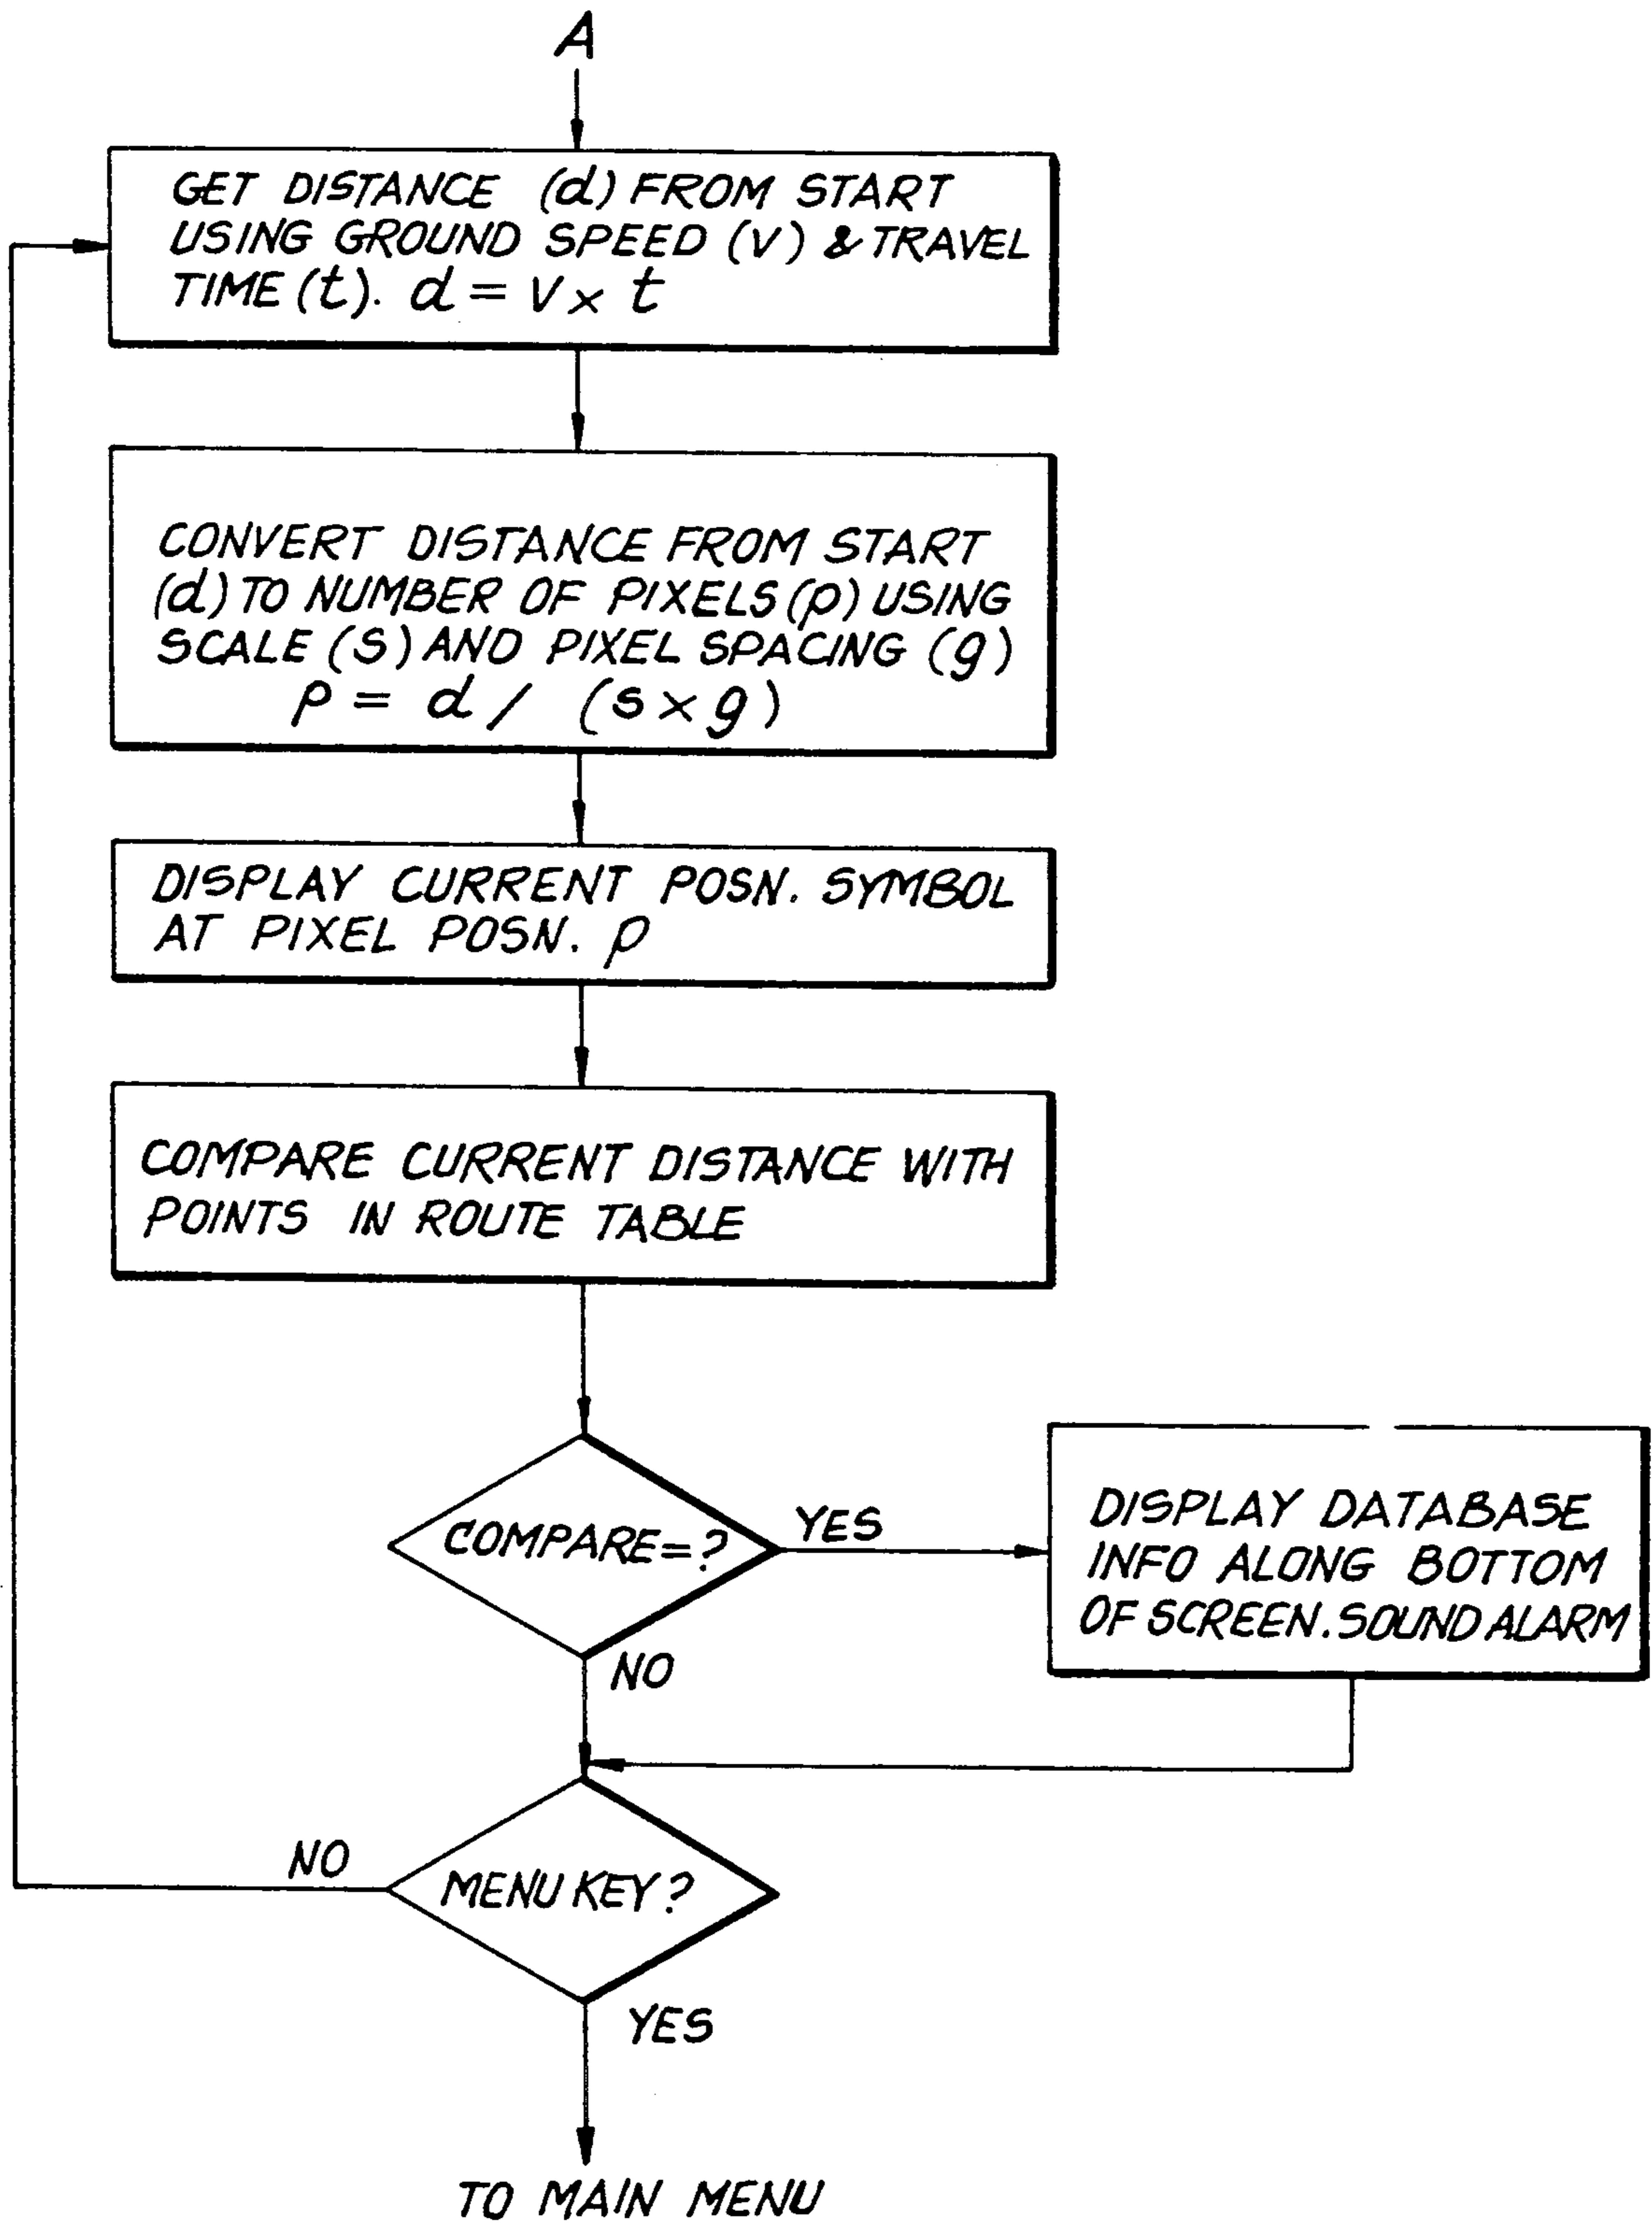 A
GET DISTANCE (d) FROM START
USING GROUND SPEED (V) & TRAVEL
TIME (t). d = V x t
CONVERT DISTANCE FROM START
(d) TO NUMBER OF PIXELS (p) USING
SCALE (S) AND PIXEL SPACING (g)
p = d / (s x g)
DISPLAY CURRENT POSN. SYMBOL
AT PIXEL POSN. p
COMPARE CURRENT DISTANCE WITH
POINTS IN ROUTE TABLE
COMPARE=?
YES
DISPLAY DATABASE
INFO ALONG BOTTOM
OF SCREEN. SOUND ALARM
NO
NO
MENU KEY?
YES
TO MAIN MENU